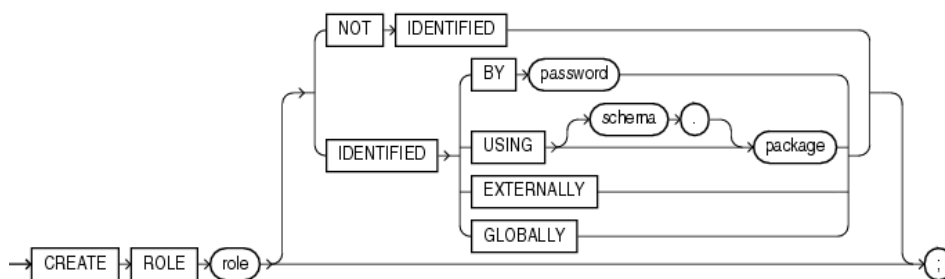 NOT IDENTIFIED
BY password
schema .
IDENTIFIED USING package
EXTERNALLY
GLOBALLY
CREATE ROLE role ;